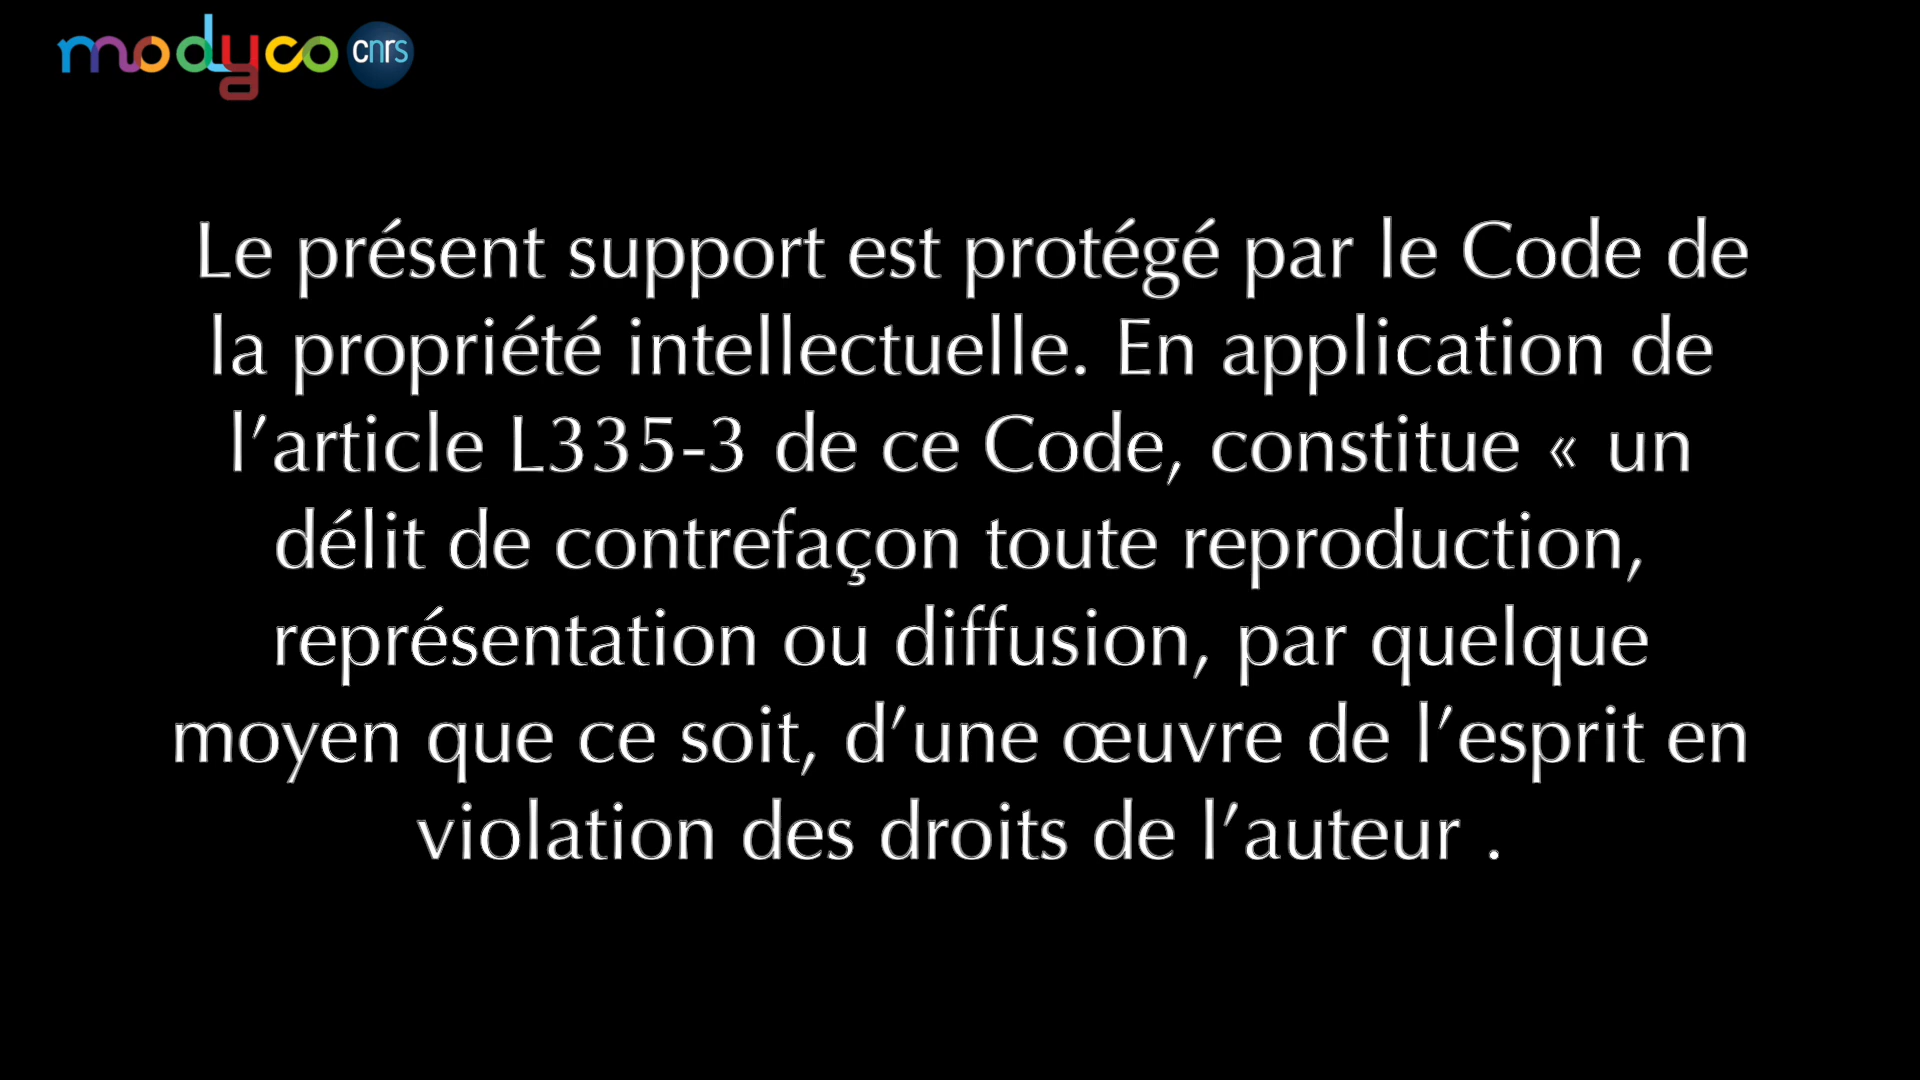 modyco cnrs
Le présent support est protégé par le Code de
la propriété intellectuelle. En application de
l’article L335-3 de ce Code, constitue « un
délit de contrefaçon toute reproduction,
représentation ou diffusion, par quelque
moyen que ce soit, d’une œuvre de l’esprit en
violation des droits de l’auteur .